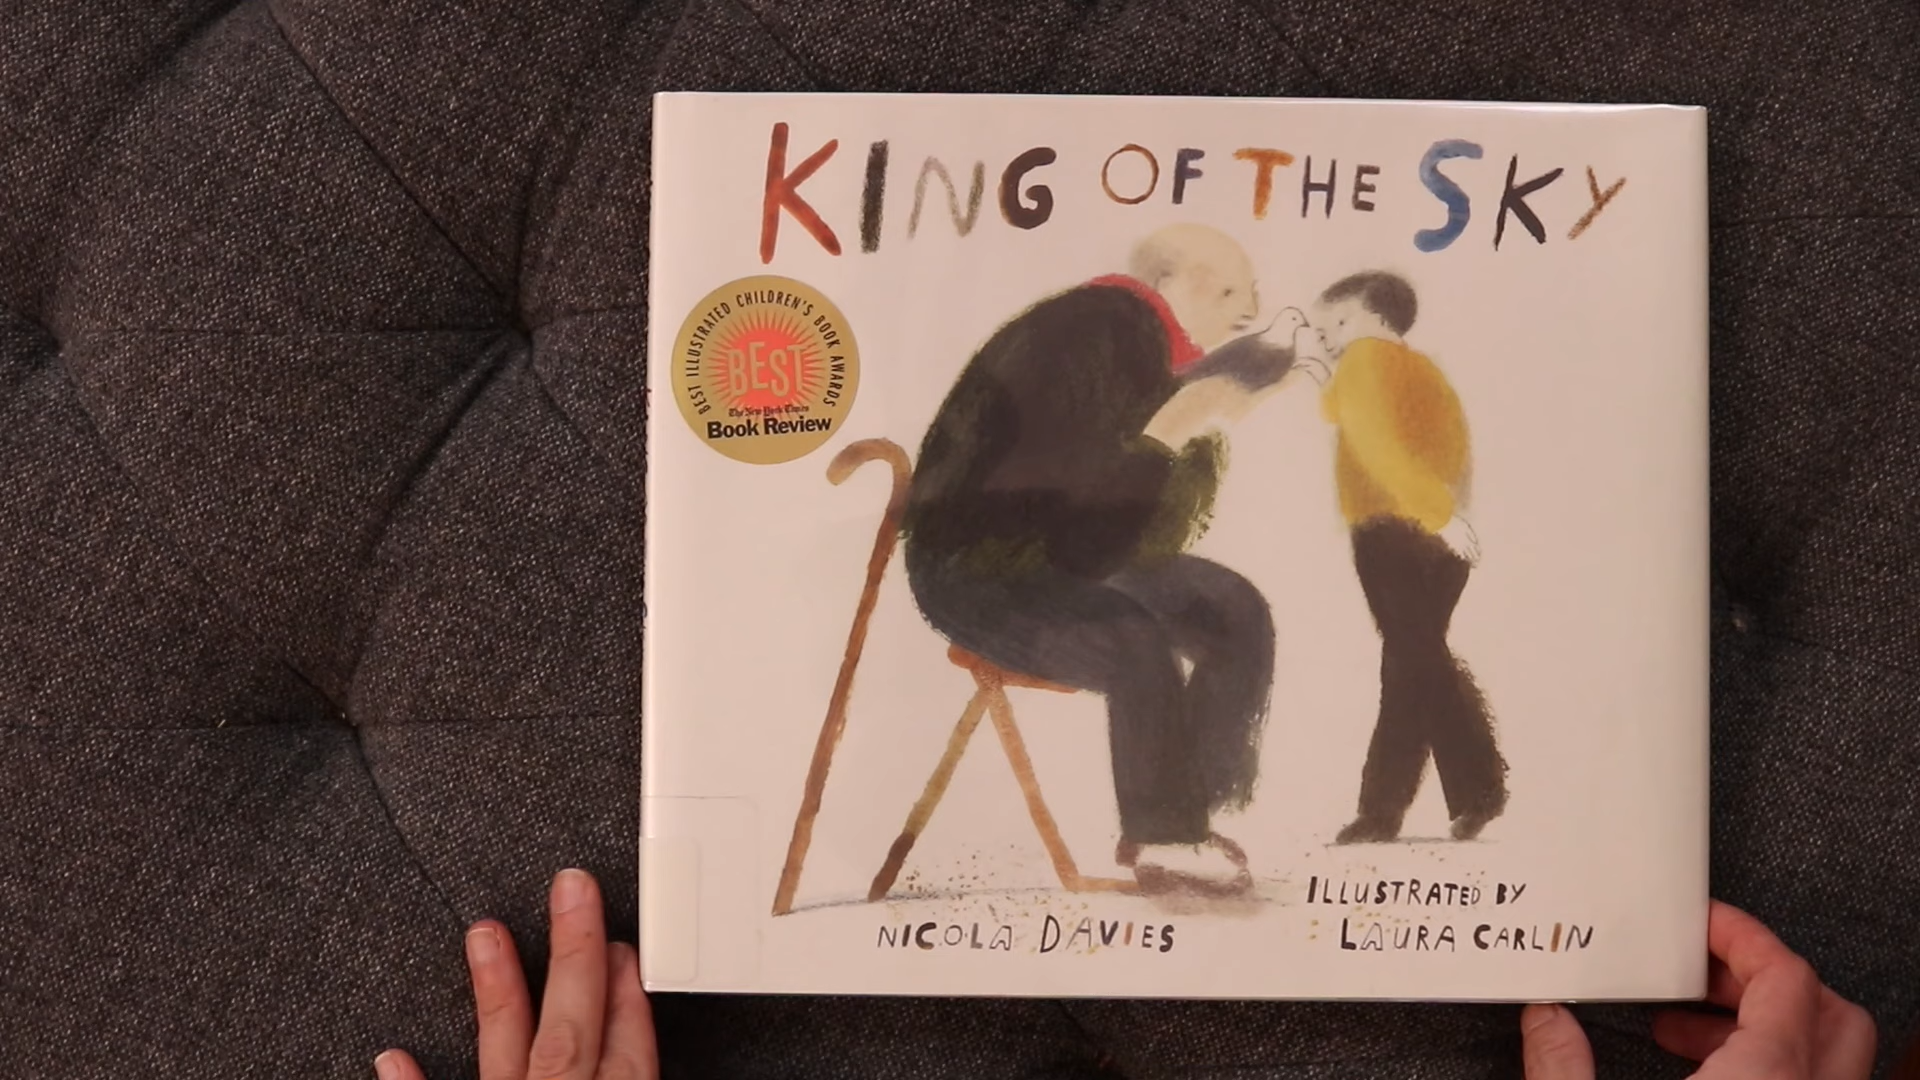 KING OF THE SKY
BEST ILLUSTRATED CHILDREN'S BOOK AWARDS
BEST
The New York Times
Book Review
NICOLA DAVIES
ILLUSTRATED BY
LAURA CARLIN